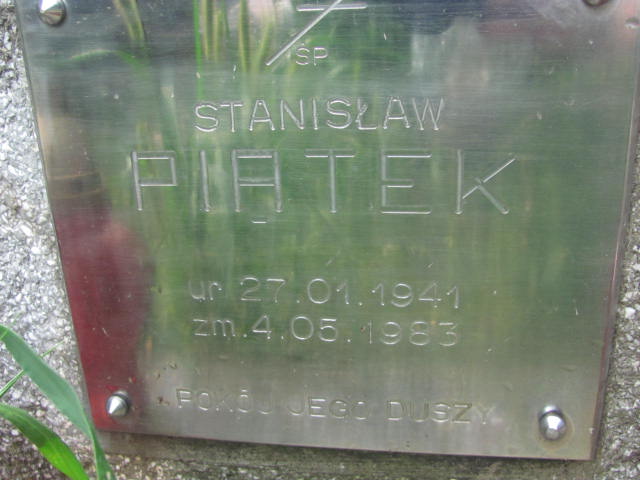 ŚP
STANISŁAW
PIĄTEK
ur. 27.01.1941
zm. 4.05.1983
POKÓJ JEGO DUSZY